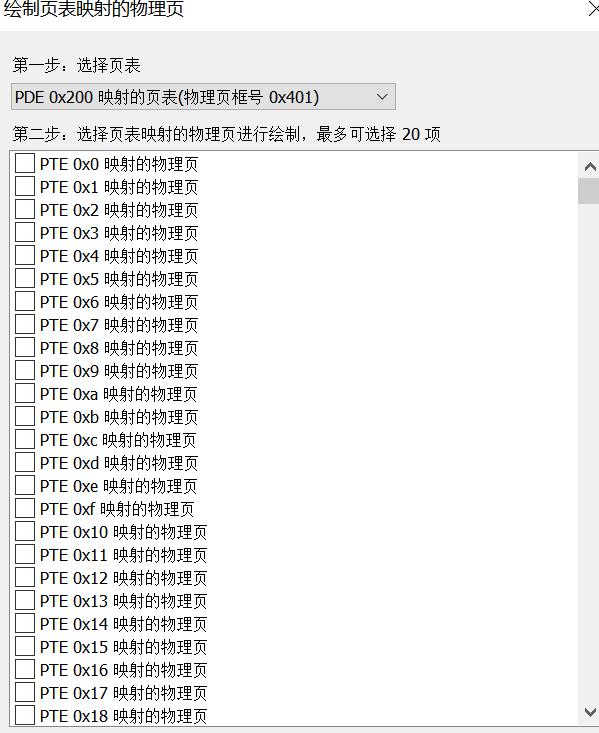 绘制页表映射的物理页
第一步：选择页表
PDE 0x200 映射的页表(物理页框号 0x401)
第二步：选择页表映射的物理页进行绘制，最多可选择 20 项
PTE 0x0 映射的物理页
PTE 0x1 映射的物理页
PTE 0x2 映射的物理页
PTE 0x3 映射的物理页
PTE 0x4 映射的物理页
PTE 0x5 映射的物理页
PTE 0x6 映射的物理页
PTE 0x7 映射的物理页
PTE 0x8 映射的物理页
PTE 0x9 映射的物理页
PTE 0xa 映射的物理页
PTE 0xb 映射的物理页
PTE 0xc 映射的物理页
PTE 0xd 映射的物理页
PTE 0xe 映射的物理页
PTE 0xf 映射的物理页
PTE 0x10 映射的物理页
PTE 0x11 映射的物理页
PTE 0x12 映射的物理页
PTE 0x13 映射的物理页
PTE 0x14 映射的物理页
PTE 0x15 映射的物理页
PTE 0x16 映射的物理页
PTE 0x17 映射的物理页
PTE 0x18 映射的物理页